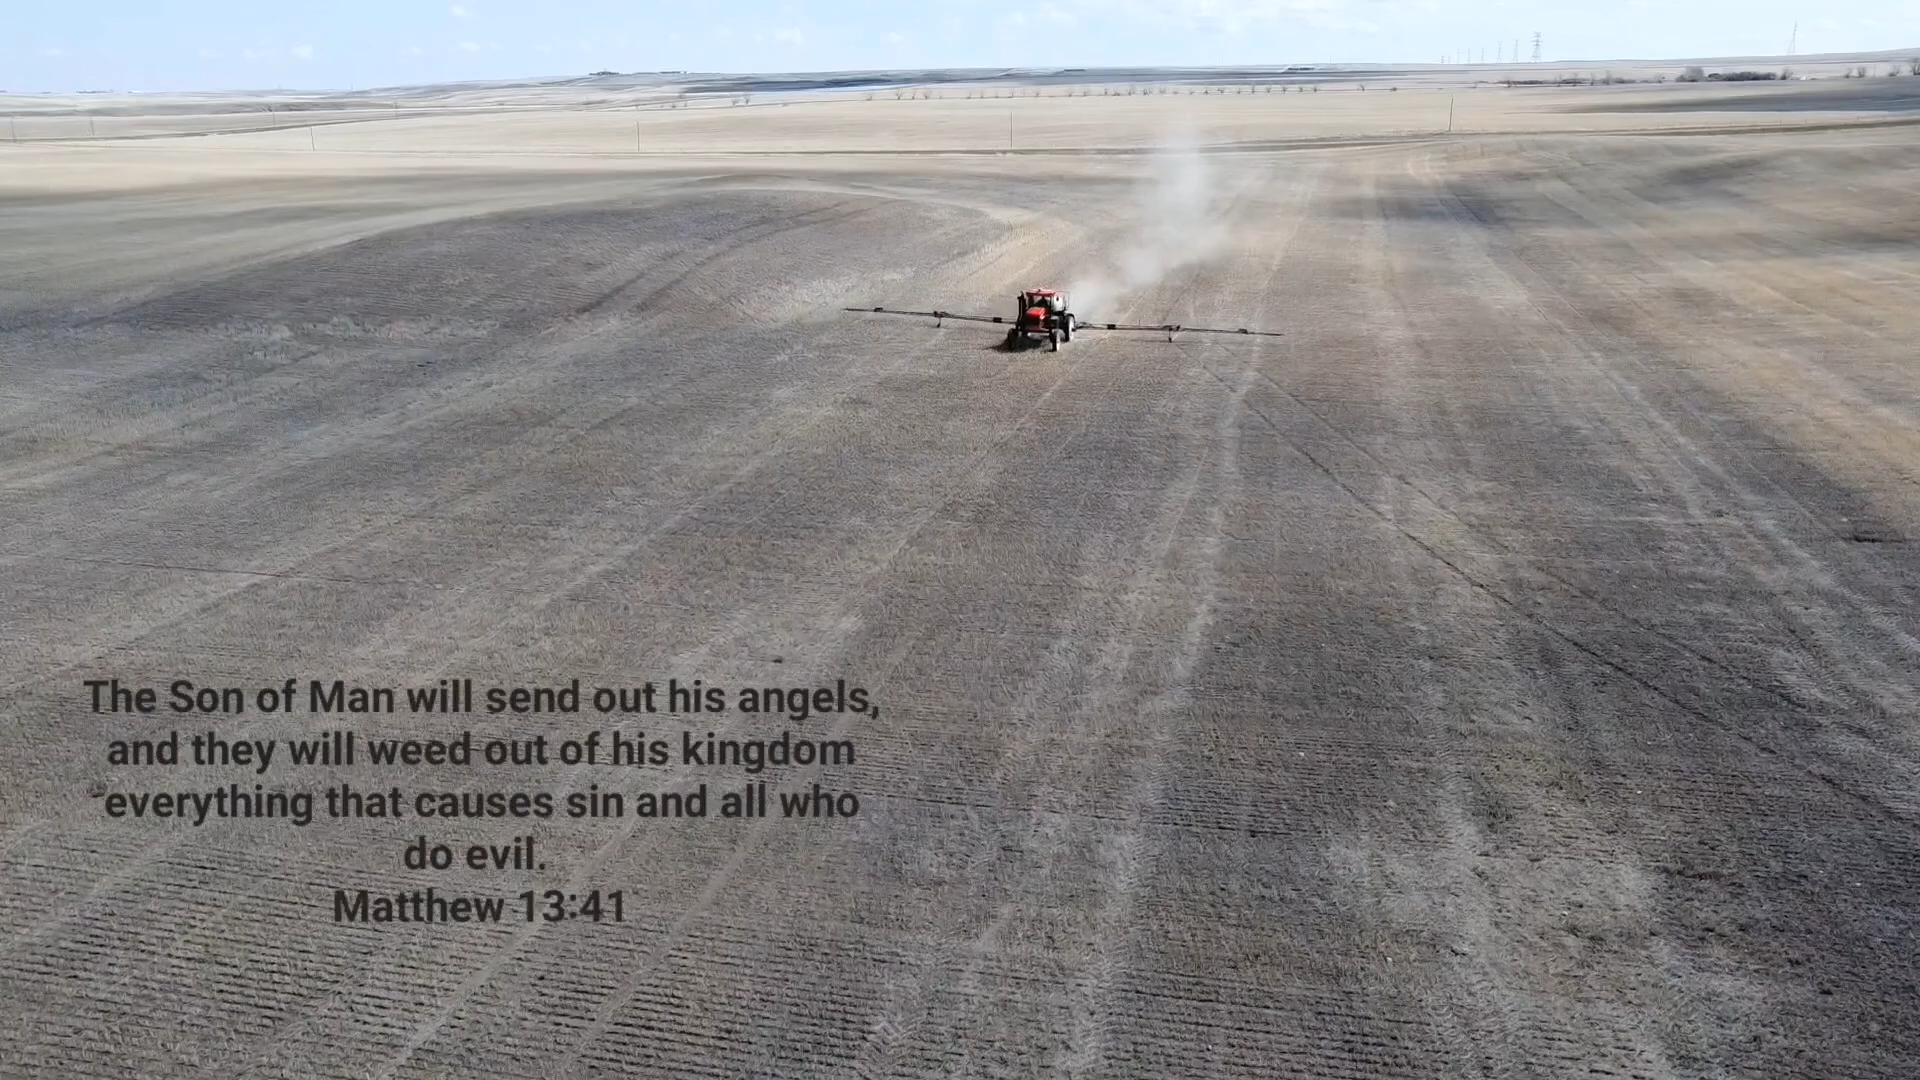 The Son of Man will send out his angels,
and they will weed out of his kingdom
everything that causes sin and all who
do evil.
Matthew 13:41